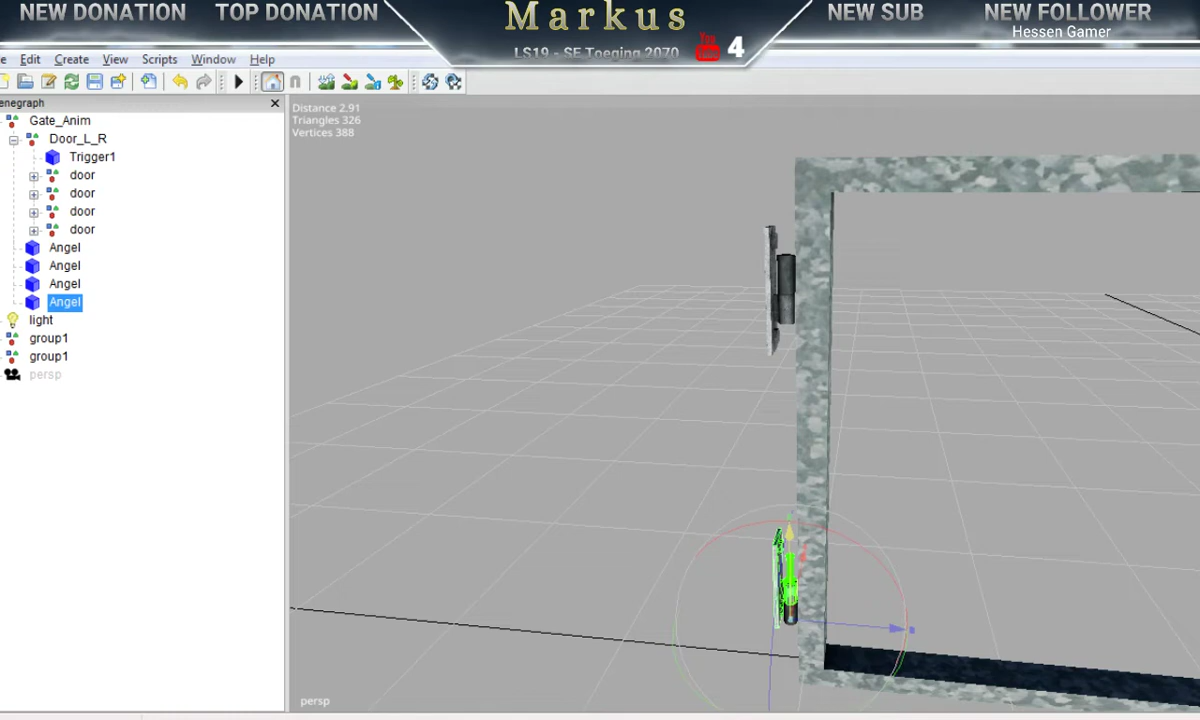 NEW DONATION
TOP DONATION
Markus
LS19 - SE Toeging 2070
You
Tube
4
NEW SUB
NEW FOLLOWER
Hessen Gamer
e Edit Create View Scripts Window Help
enegraph
Gate_Anim
Door_L_R
Trigger1
door
door
door
door
Angel
Angel
Angel
Angel
light
group1
group1
persp
Distance 2.91
Triangles 326
Vertices 388
persp